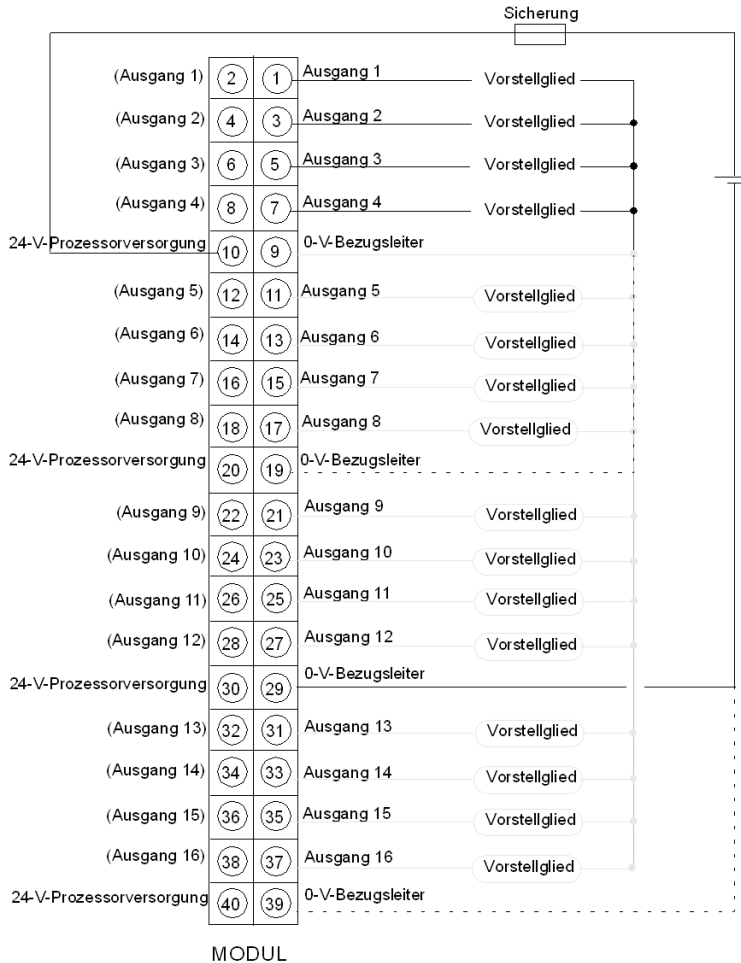 Sicherung
(Ausgang 1) 2 1 Ausgang 1 Vorstellglied
(Ausgang 2) 4 3 Ausgang 2 Vorstellglied
(Ausgang 3) 6 5 Ausgang 3 Vorstellglied
(Ausgang 4) 8 7 Ausgang 4 Vorstellglied
24-V-Prozessorversorgung 10 9 0-V-Bezugsleiter
(Ausgang 5) 12 11 Ausgang 5 Vorstellglied
(Ausgang 6) 14 13 Ausgang 6 Vorstellglied
(Ausgang 7) 16 15 Ausgang 7 Vorstellglied
(Ausgang 8) 18 17 Ausgang 8 Vorstellglied
24-V-Prozessorversorgung 20 19 0-V-Bezugsleiter
(Ausgang 9) 22 21 Ausgang 9 Vorstellglied
(Ausgang 10) 24 23 Ausgang 10 Vorstellglied
(Ausgang 11) 26 25 Ausgang 11 Vorstellglied
(Ausgang 12) 28 27 Ausgang 12 Vorstellglied
24-V-Prozessorversorgung 30 29 0-V-Bezugsleiter
(Ausgang 13) 32 31 Ausgang 13 Vorstellglied
(Ausgang 14) 34 33 Ausgang 14 Vorstellglied
(Ausgang 15) 36 35 Ausgang 15 Vorstellglied
(Ausgang 16) 38 37 Ausgang 16 Vorstellglied
24-V-Prozessorversorgung 40 39 0-V-Bezugsleiter
MODUL